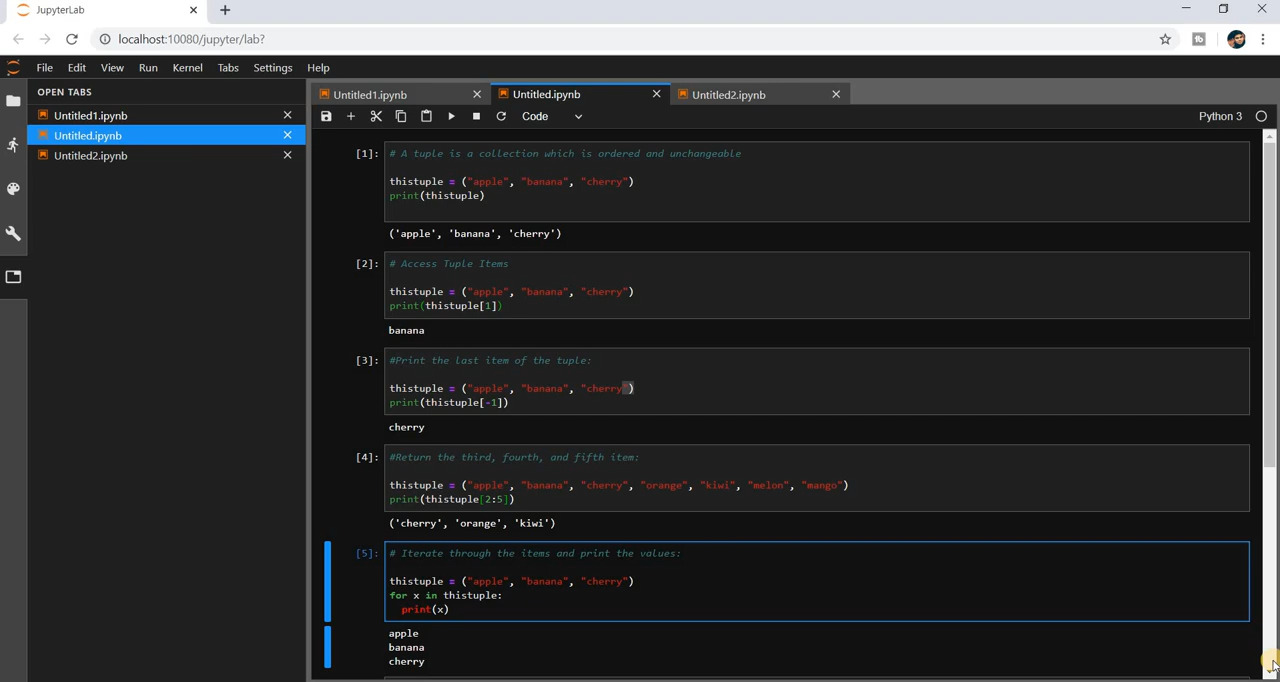 JupyterLab
localhost:10080/jupyter/lab?
File Edit View Run Kernel Tabs Settings Help
OPEN TABS
Untitled1.ipynb
Untitled.ipynb
Untitled2.ipynb
Untitled1.ipynb Untitled.ipynb Untitled2.ipynb
Code Python 3
[1]: # A tuple is a collection which is ordered and unchangeable
thistuple = ("apple", "banana", "cherry")
print(thistuple)
('apple', 'banana', 'cherry')
[2]: # Access Tuple Items
thistuple = ("apple", "banana", "cherry")
print(thistuple[1])
banana
[3]: #Print the last item of the tuple:
thistuple = ("apple", "banana", "cherry")
print(thistuple[-1])
cherry
[4]: #Return the third, fourth, and fifth item:
thistuple = ("apple", "banana", "cherry", "orange", "kiwi", "melon", "mango")
print(thistuple[2:5])
('cherry', 'orange', 'kiwi')
[5]: # Iterate through the items and print the values:
thistuple = ("apple", "banana", "cherry")
for x in thistuple:
print(x)
apple
banana
cherry